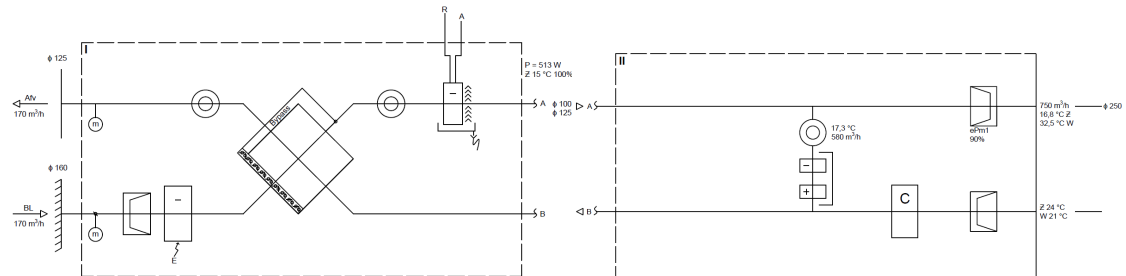 R A
I
II
ϕ 125
P = 513 W
Ƶ 15 °C 100%
Afv
170 m³/h
m
Bypass
–
A
ϕ 100
ϕ 125
A
17,3 °C
580 m³/h
ePm1
90%
750 m³/h
16,8 °C Ƶ
32,5 °C W
ϕ 250
–
+
ϕ 160
BL
170 m³/h
m
–
E
B
B
C
Ƶ 24 °C
W 21 °C